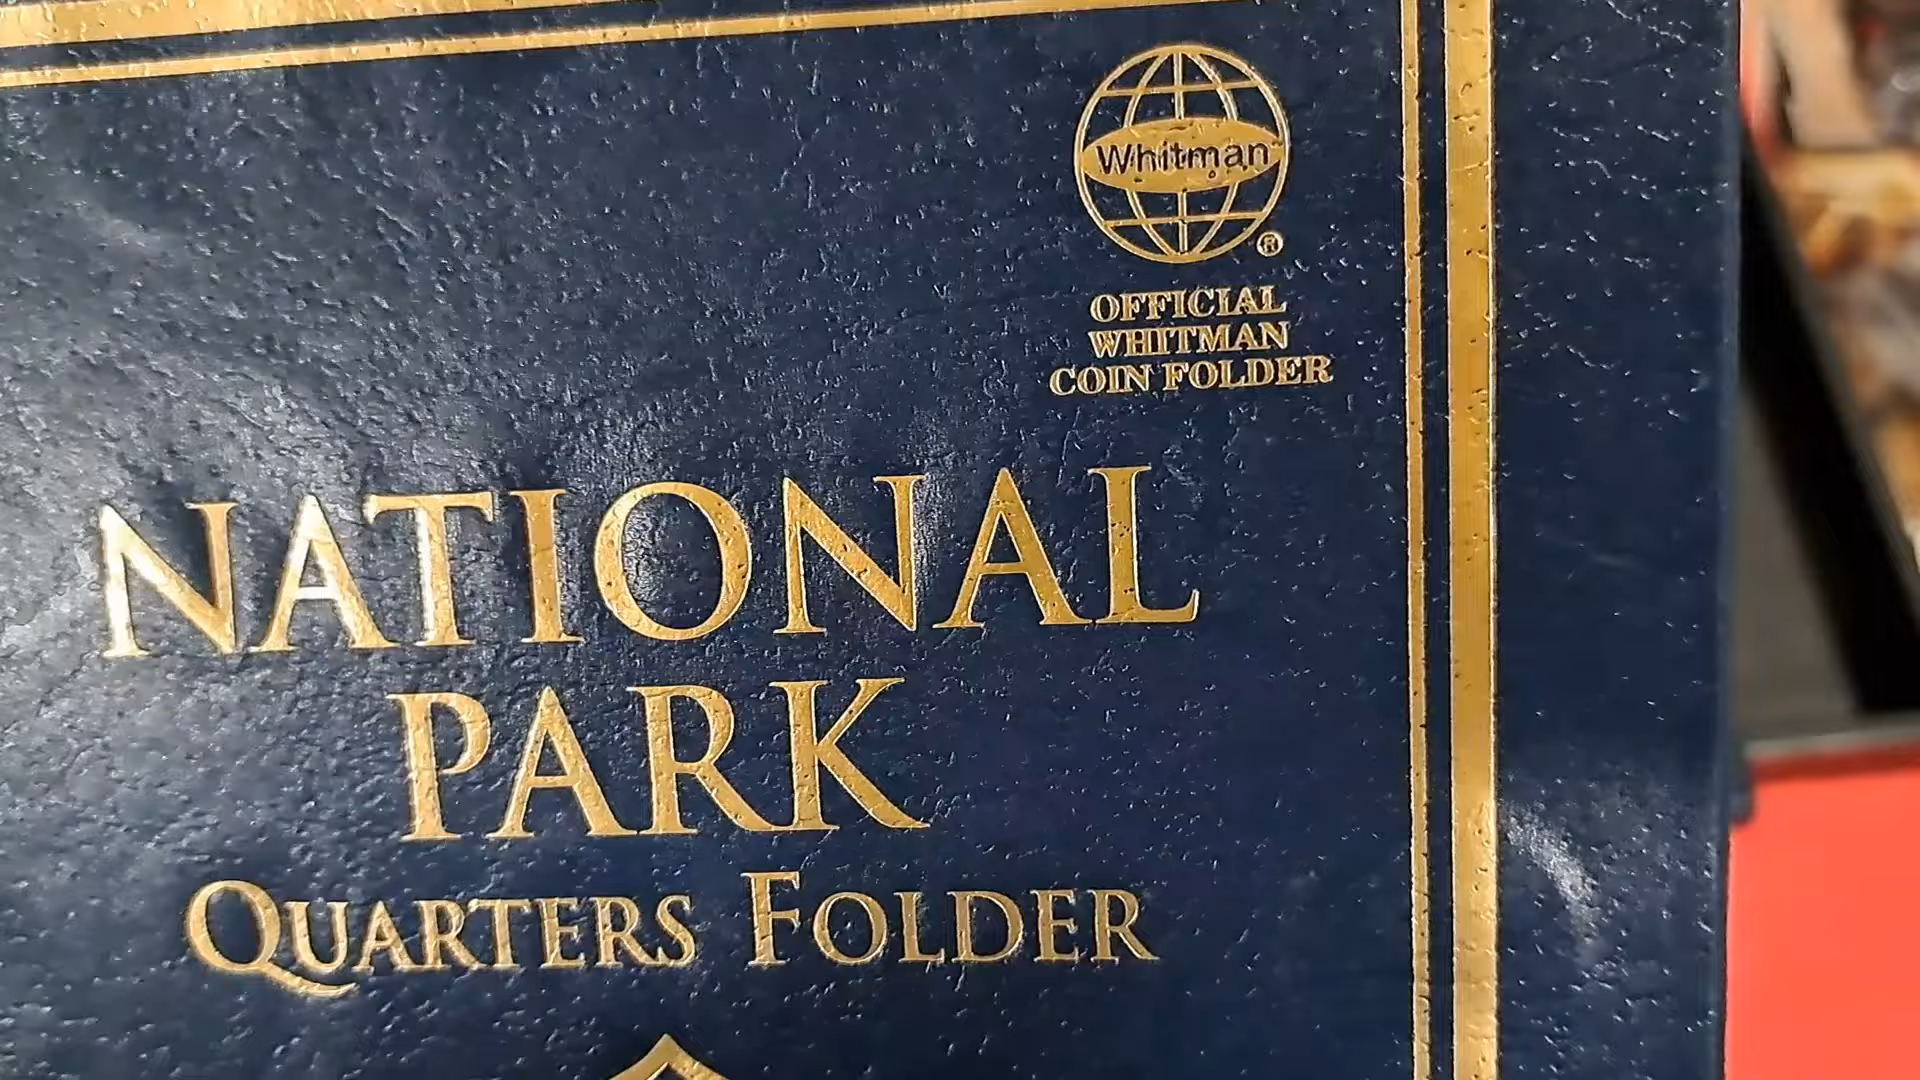 Whitman
®
OFFICIAL
WHITMAN
COIN FOLDER
NATIONAL
PARK
QUARTERS FOLDER